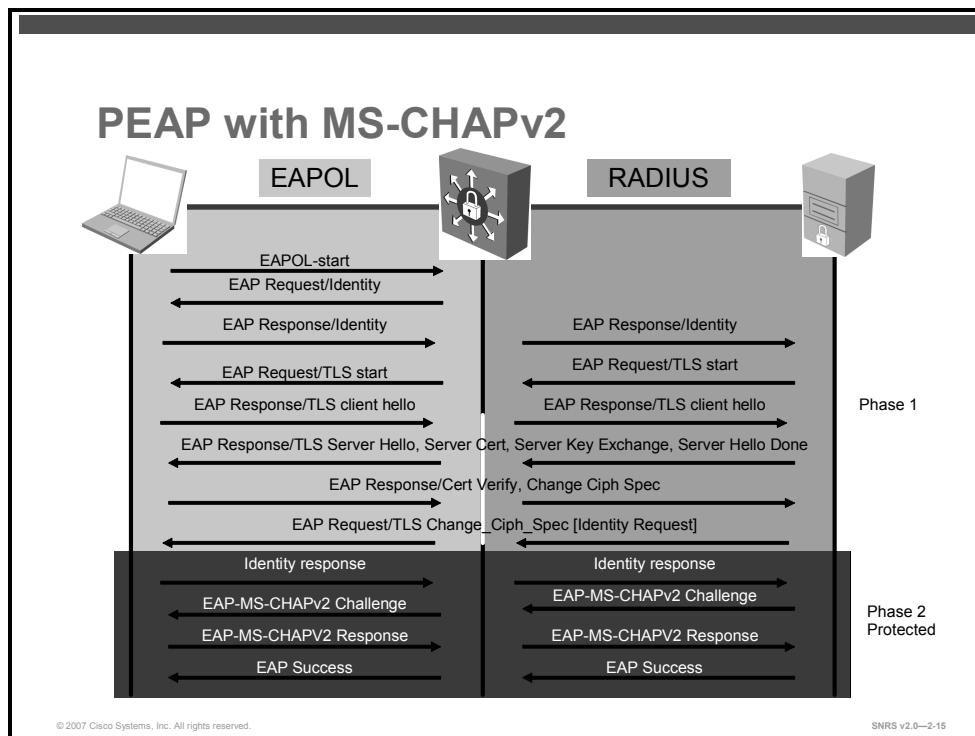 PEAP with MS-CHAPv2
EAPOL
RADIUS
EAPOL-start
EAP Request/Identity
EAP Response/Identity
EAP Response/Identity
EAP Request/TLS start
EAP Request/TLS start
EAP Response/TLS client hello
EAP Response/TLS client hello
Phase 1
EAP Response/TLS Server Hello, Server Cert, Server Key Exchange, Server Hello Done
EAP Response/Cert Verify, Change Ciph Spec
EAP Request/TLS Change_Ciph_Spec [Identity Request]
Identity response
Identity response
EAP-MS-CHAPv2 Challenge
EAP-MS-CHAPv2 Challenge
Phase 2
Protected
EAP-MS-CHAPV2 Response
EAP-MS-CHAPV2 Response
EAP Success
EAP Success
© 2007 Cisco Systems, Inc. All rights reserved.
SNRS v2.0—2-15